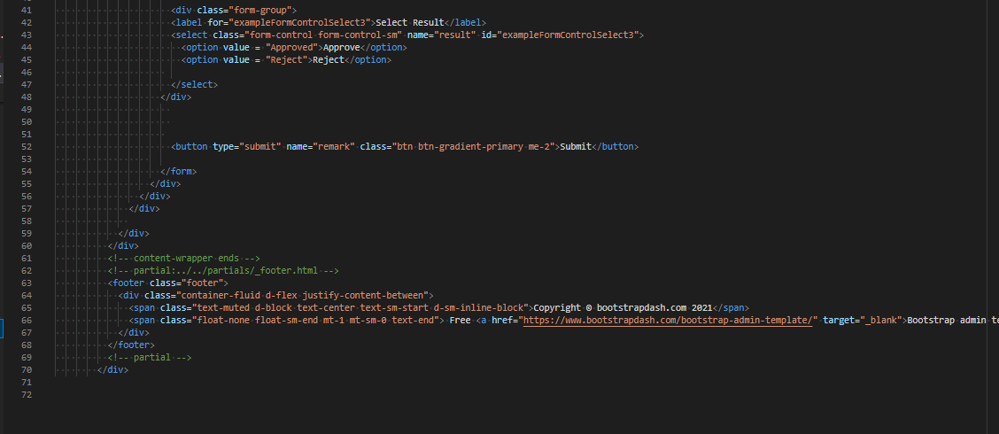 41 <div class="form-group">
42 <label for="exampleFormControlSelect3">Select Result</label>
43 <select class="form-control form-control-sm" name="result" id="exampleFormControlSelect3">
44 <option value = "Approved">Approve</option>
45 <option value = "Reject">Reject</option>
46
47 </select>
48 </div>
49
50
51
52 <button type="submit" name="remark" class="btn btn-gradient-primary me-2">Submit</button>
53
54 </form>
55 </div>
56 </div>
57 </div>
58
59 </div>
60 </div>
61 <!-- content-wrapper ends -->
62 <!-- partial:../../partials/_footer.html -->
63 <footer class="footer">
64 <div class="container-fluid d-flex justify-content-between">
65 <span class="text-muted d-block text-center text-sm-start d-sm-inline-block">Copyright © bootstrapdash.com 2021</span>
66 <span class="float-none float-sm-end mt-1 mt-sm-0 text-end"> Free <a href="https://www.bootstrapdash.com/bootstrap-admin-template/" target="_blank">Bootstrap admin te
67 </div>
68 </footer>
69 <!-- partial -->
70 </div>
71
72